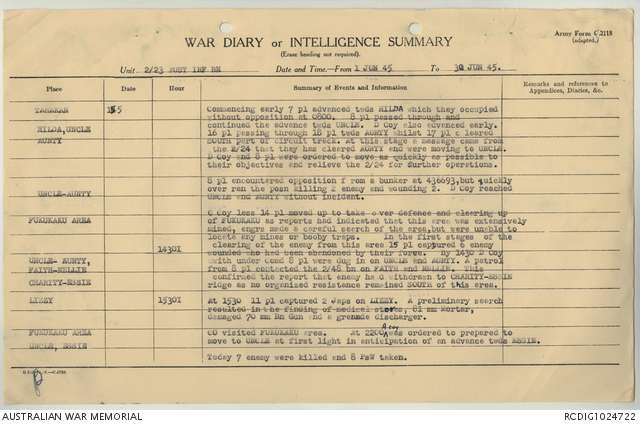 Army Form C.2118
(adapted.)
WAR DIARY or INTELLIGENCE SUMMARY
(Erase heading not required).
Unit 2/23 AUST INF BN Date and Time.—From 1 JUN 45 To 30 JUN 45.
Place Date Hour Summary of Events and Information Remarks and references to
Appendices, Diaries, &c.
TARAKAN 15 Commencing early 7 pl advanced twds HILDA which they occupied
without opposition at 0800. 8 pl passed through and
HILDA,UNCLE continued the advance twds UNCLE. D Coy also advanced early.
AUNTY 16 pl passing through 18 pl twds AUNTY whilst 17 pl cleared
SOUTH part of circuit track. At this stage a message came from
the 2/24 that they has cleared AUNTY and were moving to UNCLE.
D Coy and 8 pl were ordered to move as quickly as possible to
their objectives and relieve the 2/24 for further operations.
8 pl encountered opposition from a bunker at 436693, but quickly
over ran the posn killing 2 enemy and wounding 2. D Coy reached
UNCLE-AUNTY UNCLE and AUNTY without incident.
C Coy less 14 pl moved up to take over defence and clearing up
FUKUKAKU AREA of FUKUKAKU as reports had indicated that this area was extensively
mined, engrs made a careful search of the area, but were unable to
locate any mines or booby traps. In the first stages of the
clearing of the enemy from this area 15 pl captured 6 enemy
1430I wounded who had been abandoned by their force. By 1430 D Coy
with under comd 8 pl were dug in on UNCLE and AUNTY. A patrol
UNCLE- AUNTY, from 8 pl contacted the 2/48 bn on FAITH and NELLIE. This
FAITH-NELLIE confirmed the report that enemy had withdrawn to CHARITY-ESSIE
CHARITY-ESSIE ridge as no organized resistance remained SOUTH of this area.
LYZZY 1530I At 1530 11 pl captured 2 Japs on LYZZY. A preliminary search
resulted in the finding of medical stores, 81 mm Mortar,
damaged 70 mm Bn Gun and a grenade discharger.
FUKUKAKU AREA CO visited FUKUKAKU area. At 2200 A Coy was ordered to prepared to
UNCLE, ESSIE move to UNCLE at first light in anticipation of an advance twds ESSIE.
Today 7 enemy were killed and 8 PsW taken.
AUSTRALIAN WAR MEMORIAL RCDIG1024722